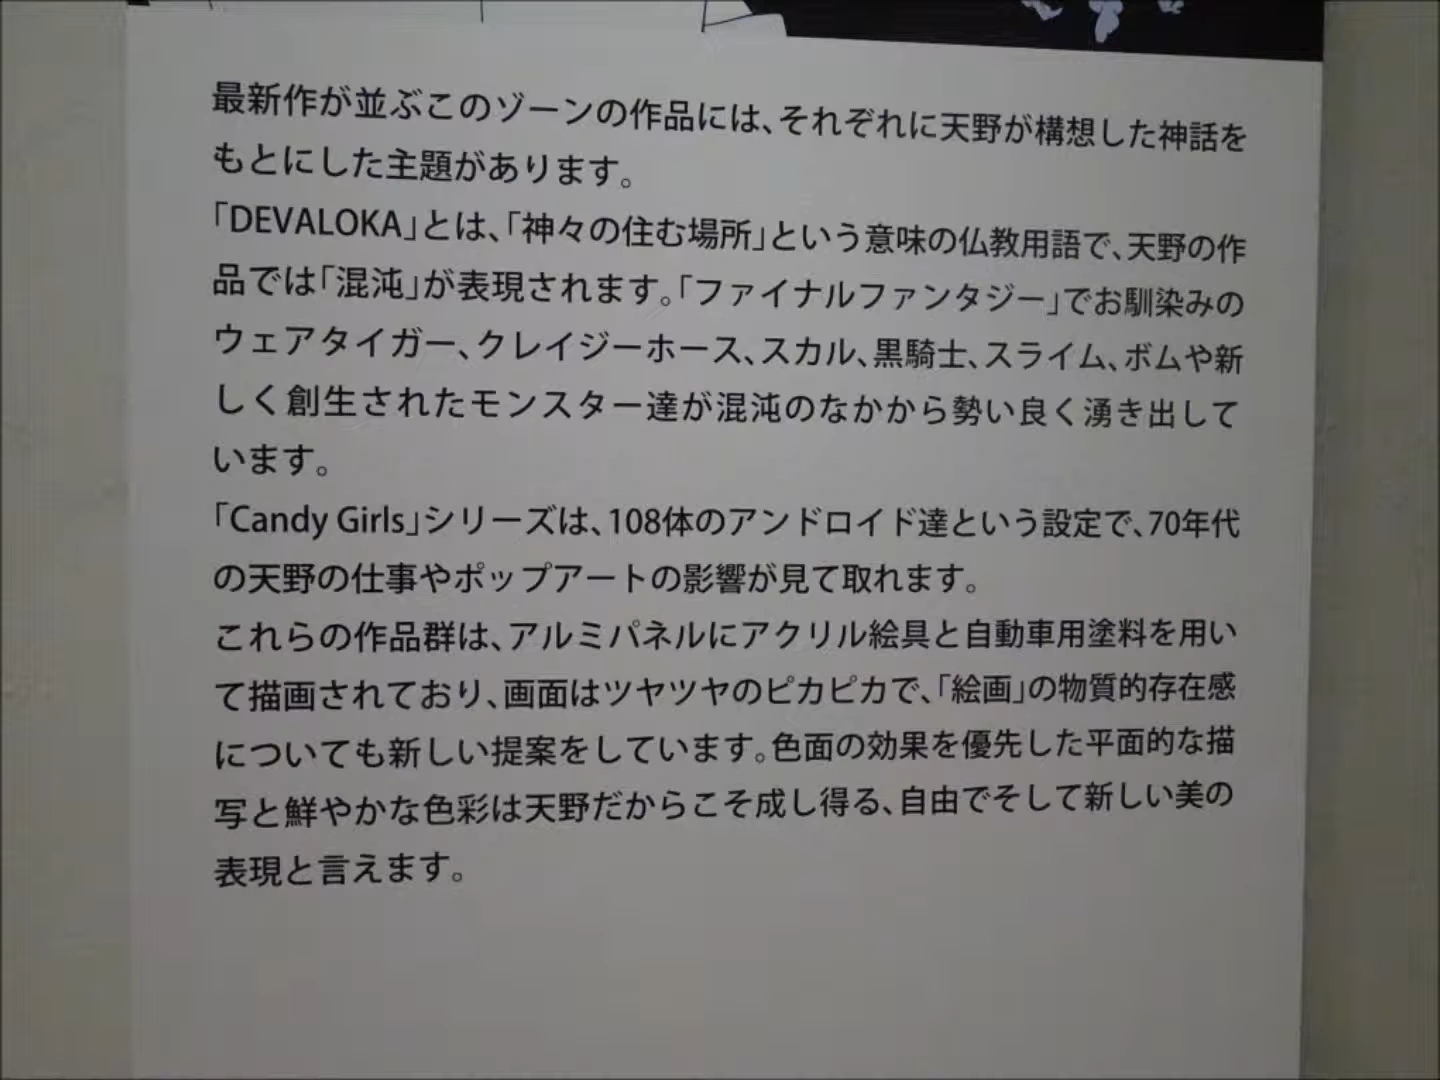 最新作が並ぶこのゾーンの作品には、それぞれに天野が構想した神話を
もとにした主題があります。
「DEVALOKA」とは、「神々の住む場所」という意味の仏教用語で、天野の作
品では「混沌」が表現されます。「ファイナルファンタジー」でお馴染みの
ウェアタイガー、クレイジーホース、スカル、黒騎士、スライム、ボムや新
しく創生されたモンスター達が混沌のなかから勢い良く湧き出して
います。
「Candy Girls」シリーズは、108体のアンドロイド達という設定で、70年代
の天野の仕事やポップアートの影響が見て取れます。
これらの作品群は、アルミパネルにアクリル絵具と自動車用塗料を用い
て描画されており、画面はツヤツヤのピカピカで、「絵画」の物質的存在感
についても新しい提案をしています。色面の効果を優先した平面的な描
写と鮮やかな色彩は天野だからこそ成し得る、自由でそして新しい美の
表現と言えます。